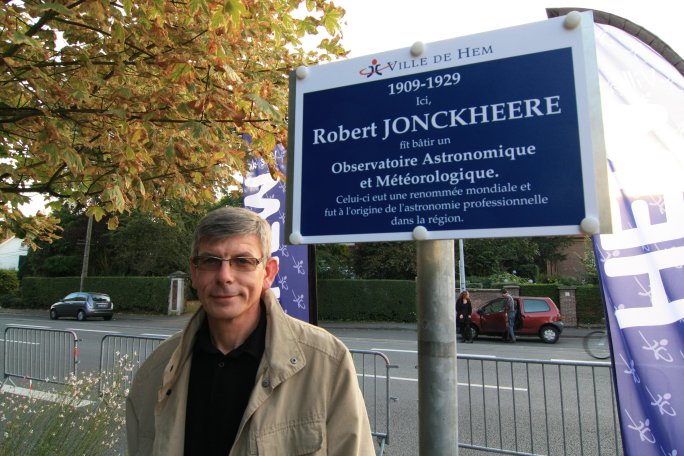 Ville de Hem
1909-1929
Ici,
Robert JONCKHEERE
fit bâtir un
Observatoire Astronomique
et Météorologique.
Celui-ci eut une renommée mondiale et
fut à l'origine de l'astronomie professionnelle
dans la région.